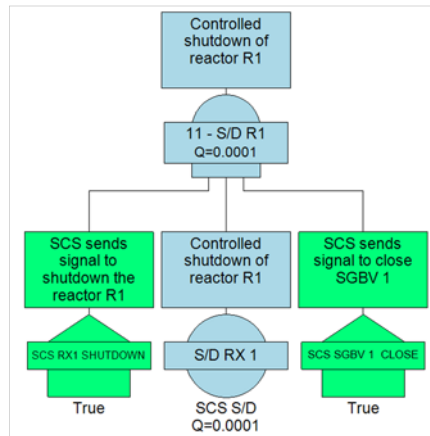 Controlled
shutdown of
reactor R1
11 - S/D R1
Q=0.0001
SCS sends
signal to
shutdown the
reactor R1
Controlled
shutdown of
reactor R1
SCS sends
signal to close
SGBV 1
SCS RX1 SHUTDOWN
S/D RX 1
SCS SGBV 1 CLOSE
True
SCS S/D
Q=0.0001
True